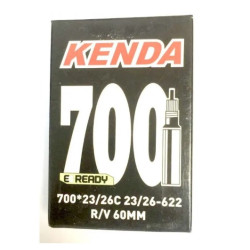 KENDA
700
E READY
700*23/26C 23/26-622
R/V 60MM